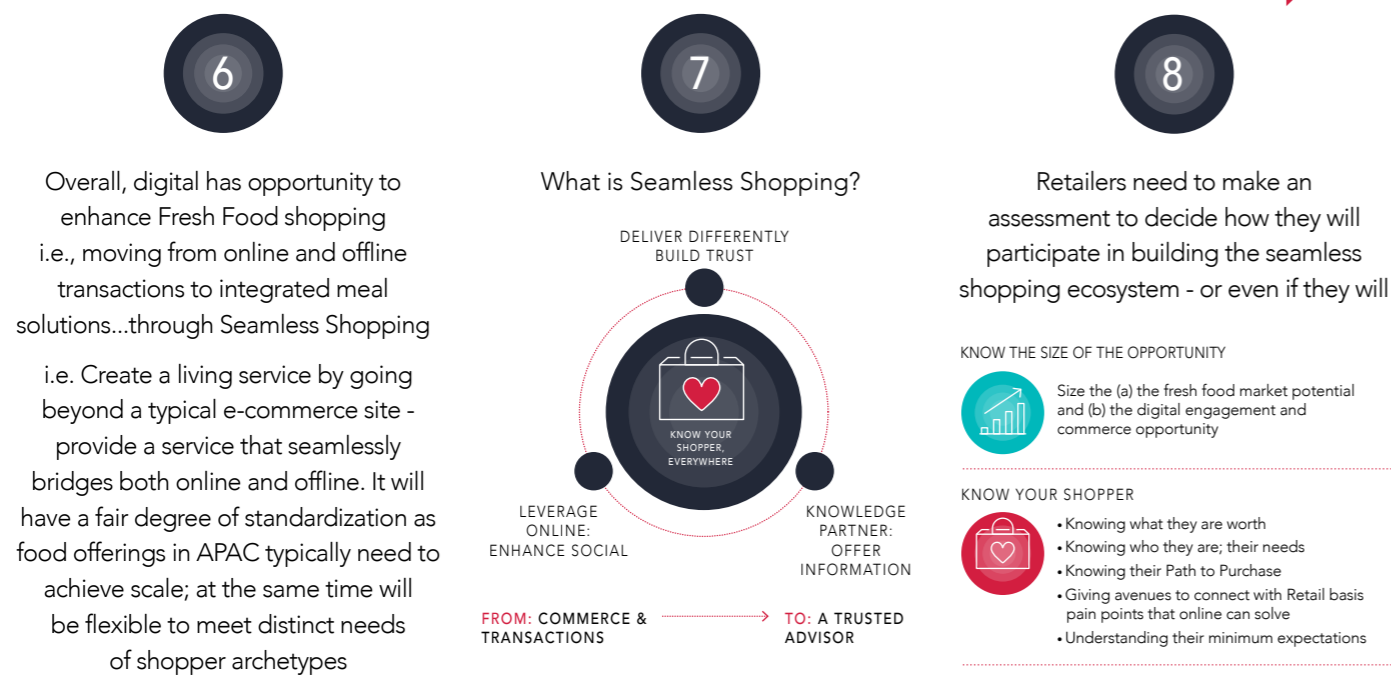 6
Overall, digital has opportunity to
enhance Fresh Food shopping
i.e., moving from online and offline
transactions to integrated meal
solutions...through Seamless Shopping
i.e. Create a living service by going
beyond a typical e-commerce site -
provide a service that seamlessly
bridges both online and offline. It will
have a fair degree of standardization as
food offerings in APAC typically need to
achieve scale; at the same time will
be flexible to meet distinct needs
of shopper archetypes
7
What is Seamless Shopping?
DELIVER DIFFERENTLY
BUILD TRUST
KNOW YOUR
SHOPPER,
EVERYWHERE
LEVERAGE
ONLINE:
ENHANCE SOCIAL
KNOWLEDGE
PARTNER:
OFFER
INFORMATION
FROM: COMMERCE &
TRANSACTIONS
TO: A TRUSTED
ADVISOR
8
Retailers need to make an
assessment to decide how they will
participate in building the seamless
shopping ecosystem - or even if they will
KNOW THE SIZE OF THE OPPORTUNITY
Size the (a) the fresh food market potential
and (b) the digital engagement and
commerce opportunity
KNOW YOUR SHOPPER
• Knowing what they are worth
• Knowing who they are; their needs
• Knowing their Path to Purchase
• Giving avenues to connect with Retail basis
pain points that online can solve
• Understanding their minimum expectations